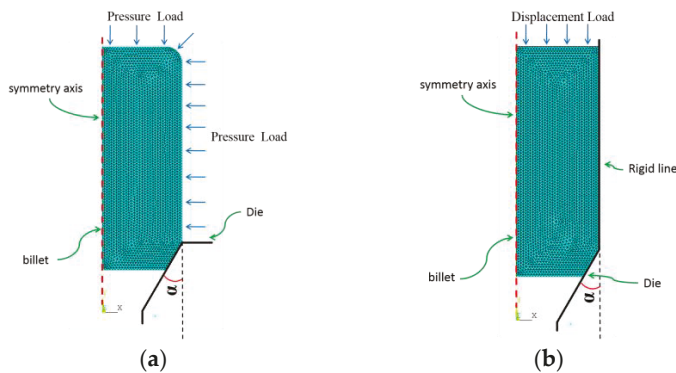 Pressure Load
symmetry axis
Pressure Load
Die
billet
α
x
(a)
Displacement Load
symmetry axis
Rigid line
billet
Die
α
x
(b)